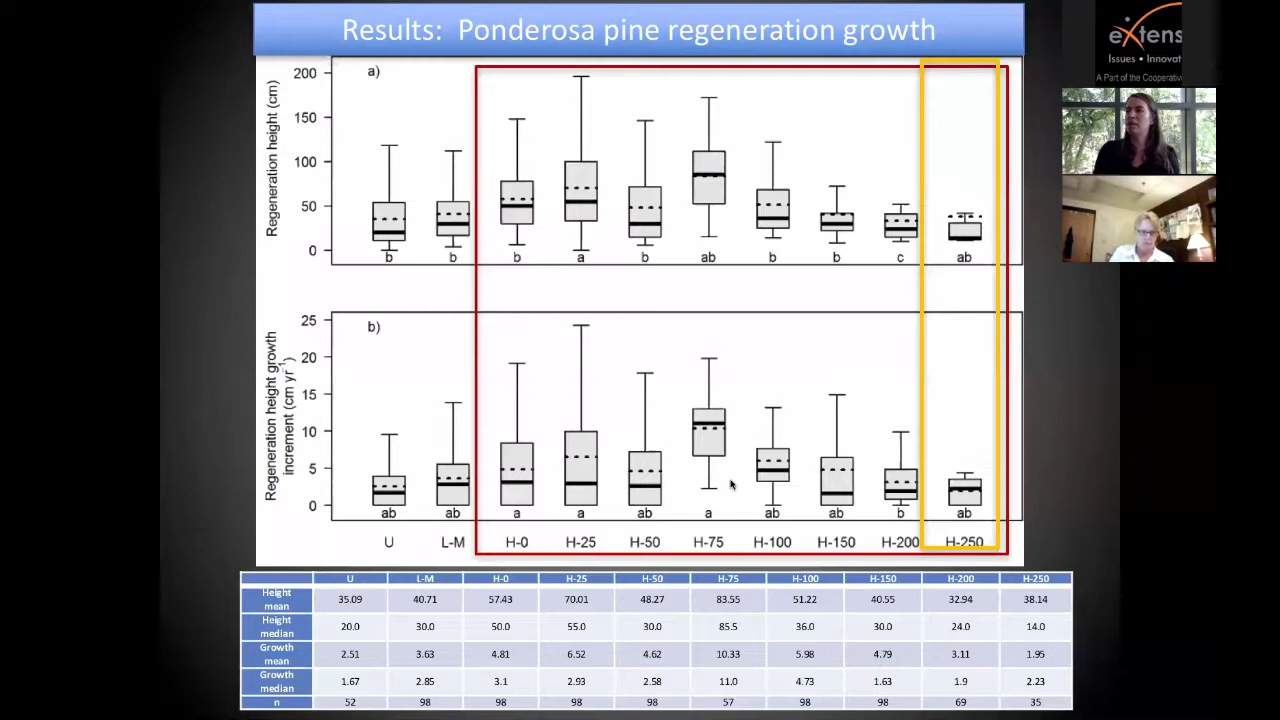 Results: Ponderosa pine regeneration growth
eXtens
Issues • Innovat
A Part of the Cooperative
a)
Regeneration height (cm)
200
150
100
50
0
b b b a b ab b b c ab
b)
Regeneration height growth
increment (cm yr⁻¹)
25
20
15
10
5
0
ab ab a a ab a ab ab b ab
U L-M H-0 H-25 H-50 H-75 H-100 H-150 H-200 H-250
U L-M H-0 H-25 H-50 H-75 H-100 H-150 H-200 H-250
Height mean 35.09 40.71 57.43 70.01 48.27 83.55 51.22 40.55 32.94 38.14
Height median 20.0 30.0 50.0 55.0 30.0 85.5 36.0 30.0 24.0 14.0
Growth mean 2.51 3.63 4.81 6.52 4.62 10.33 5.98 4.79 3.11 1.95
Growth median 1.67 2.85 3.1 2.93 2.58 11.0 4.73 1.63 1.9 2.23
n 52 98 98 98 98 57 98 98 69 35